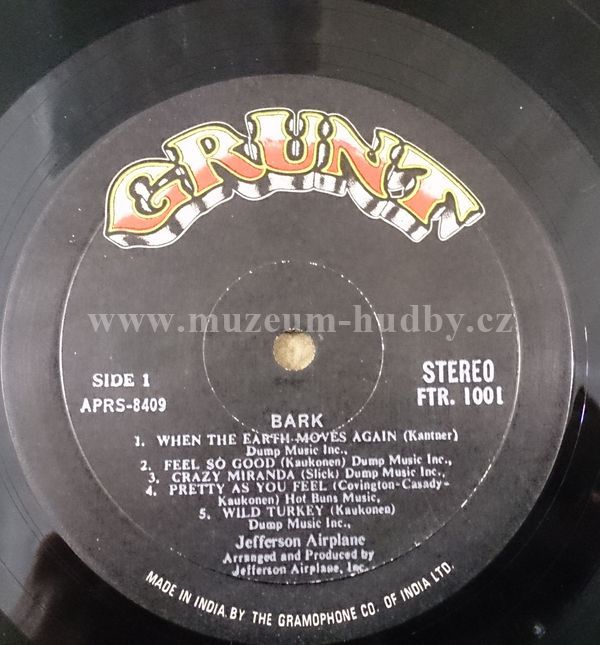 GRUNT
www.muzeum-hudby.cz
SIDE 1
APRS-8409
STEREO
FTR. 1001
BARK
1. WHEN THE EARTH MOVES AGAIN (Kantner)
Dump Music Inc.,
2. FEEL SO GOOD (Kaukonen) Dump Music Inc.,
3. CRAZY MIRANDA (Slick) Dump Music Inc.,
4. PRETTY AS YOU FEEL (Covington-Casady-
Kaukonen) Hot Buns Music,
5. WILD TURKEY (Kaukonen)
Dump Music Inc.,
Jefferson Airplane
Arranged and Produced by
Jefferson Airplane, Inc.
MADE IN INDIA. BY THE GRAMOPHONE CO. OF INDIA LTD.